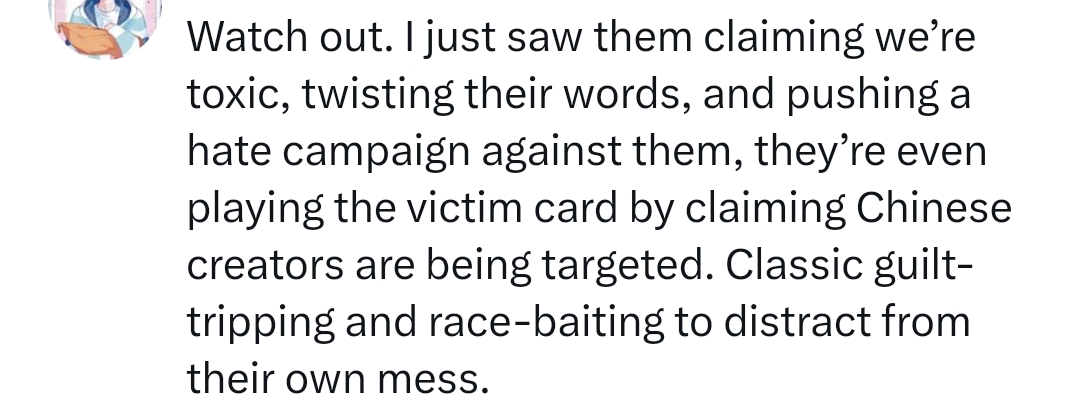 Watch out. I just saw them claiming we’re
toxic, twisting their words, and pushing a
hate campaign against them, they’re even
playing the victim card by claiming Chinese
creators are being targeted. Classic guilt-
tripping and race-baiting to distract from
their own mess.